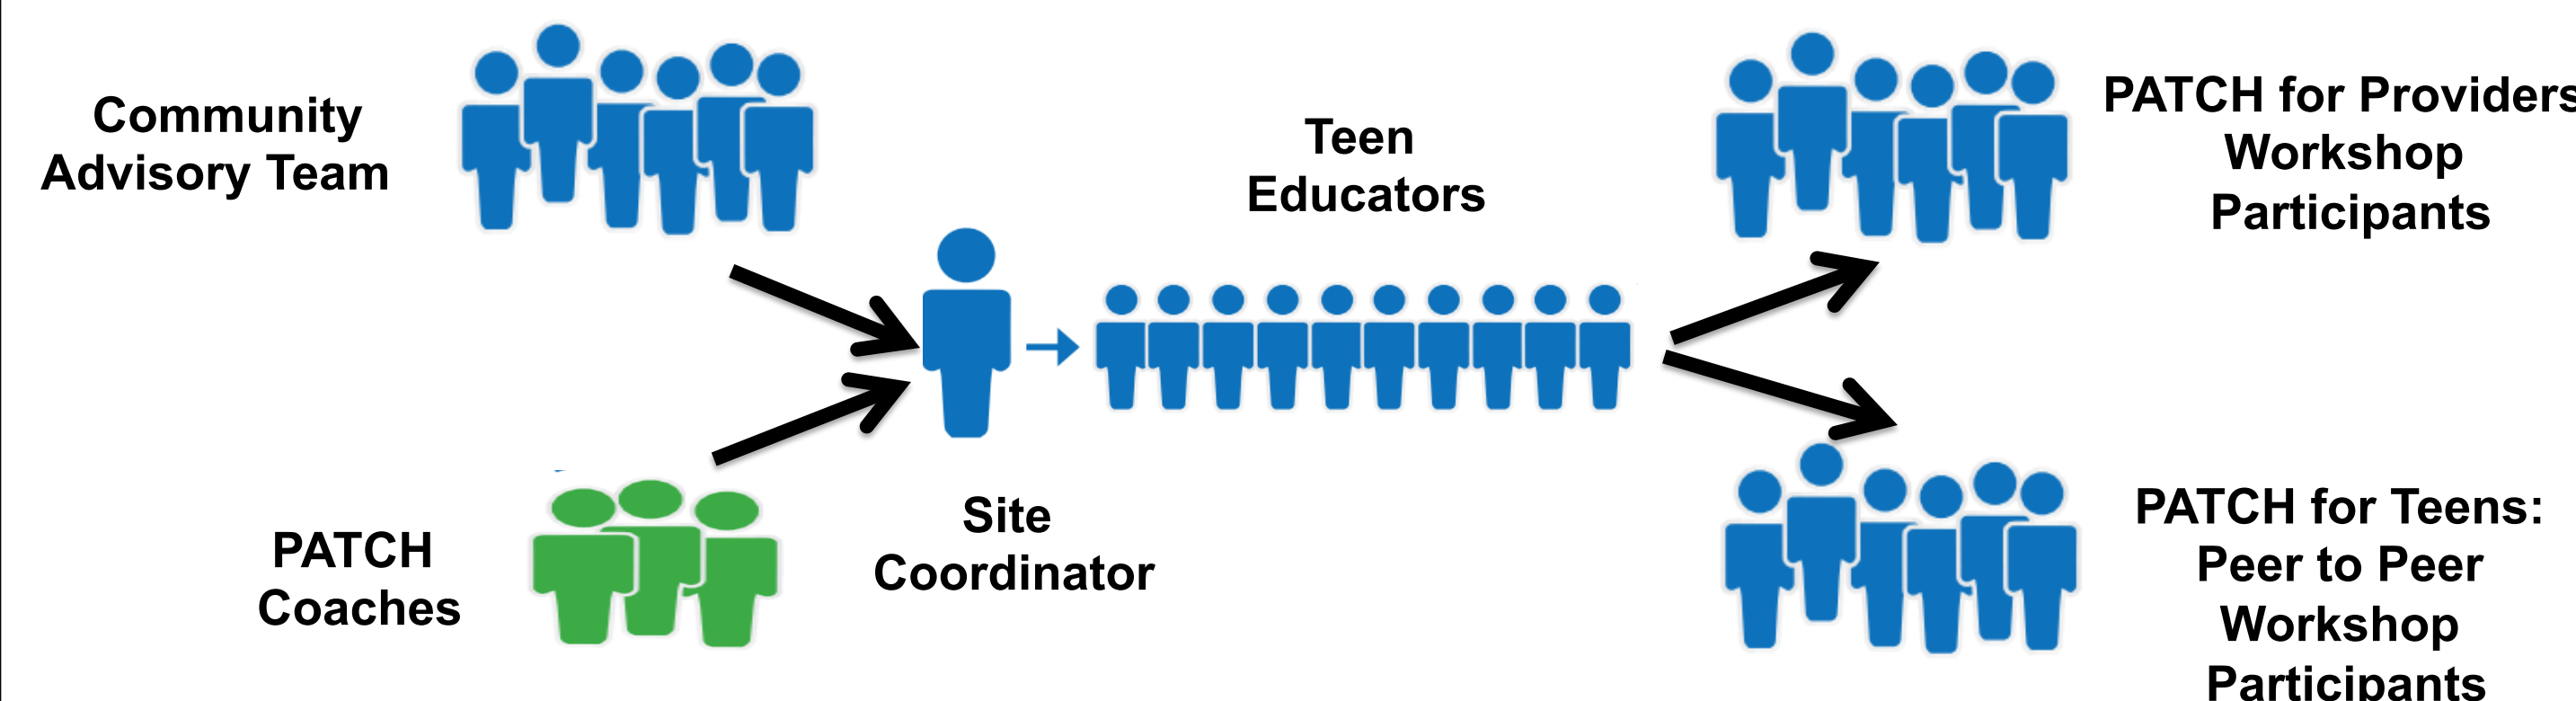 Community
Advisory Team
PATCH
Coaches
Site
Coordinator
Teen
Educators
PATCH for Providers
Workshop
Participants
PATCH for Teens:
Peer to Peer
Workshop
Participants